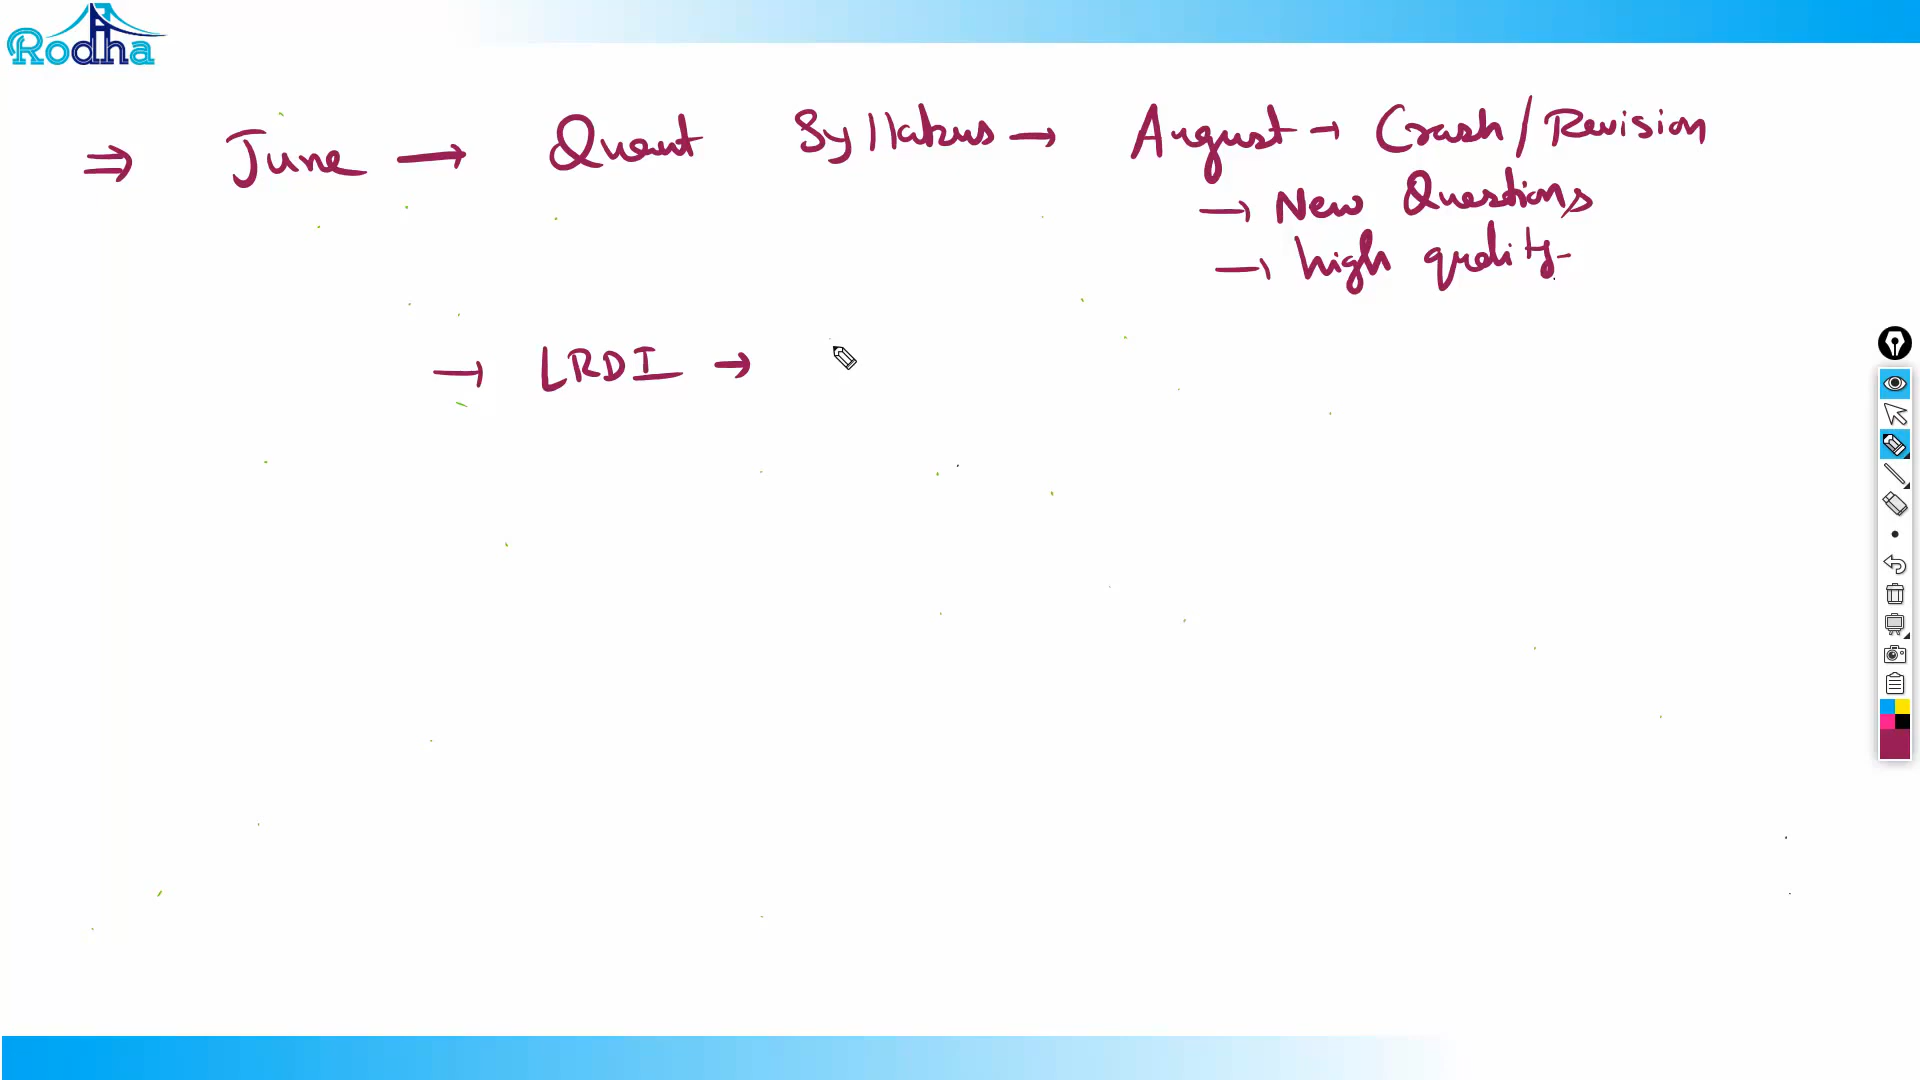 Rodha
⇒ June → Quant Syllabus → August → Crash/Revision
→ New Questions
→ high quality
→ LRDI →